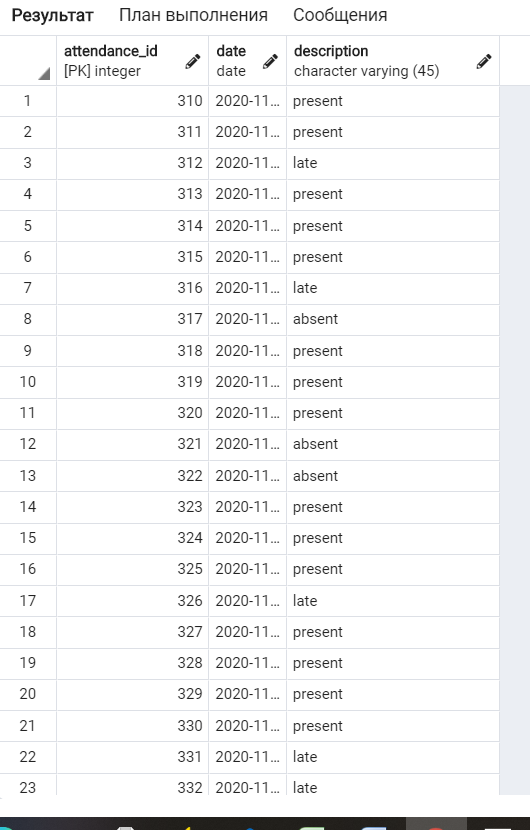 Результат План выполнения Сообщения
attendance_id date description
[PK] integer date character varying (45)
1 310 2020-11... present
2 311 2020-11... present
3 312 2020-11... late
4 313 2020-11... present
5 314 2020-11... present
6 315 2020-11... present
7 316 2020-11... late
8 317 2020-11... absent
9 318 2020-11... present
10 319 2020-11... present
11 320 2020-11... present
12 321 2020-11... absent
13 322 2020-11... absent
14 323 2020-11... present
15 324 2020-11... present
16 325 2020-11... present
17 326 2020-11... late
18 327 2020-11... present
19 328 2020-11... present
20 329 2020-11... present
21 330 2020-11... present
22 331 2020-11... late
23 332 2020-11... late